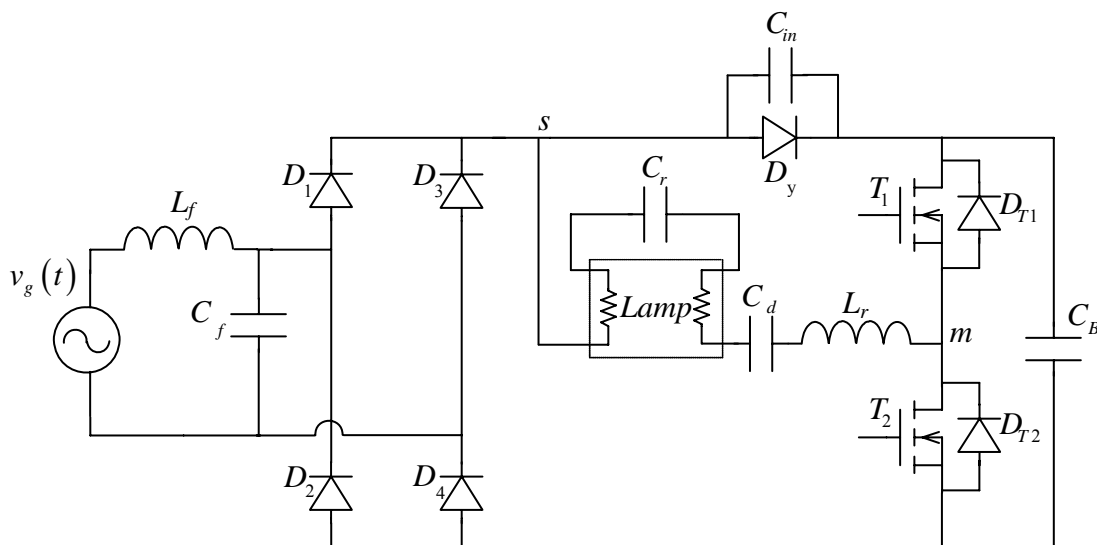 C_in
s
D_1
D_3
C_r
D_y
T_1
D_T1
L_f
v_g(t)
C_f
Lamp
C_d
L_r
m
C_B
T_2
D_T2
D_2
D_4